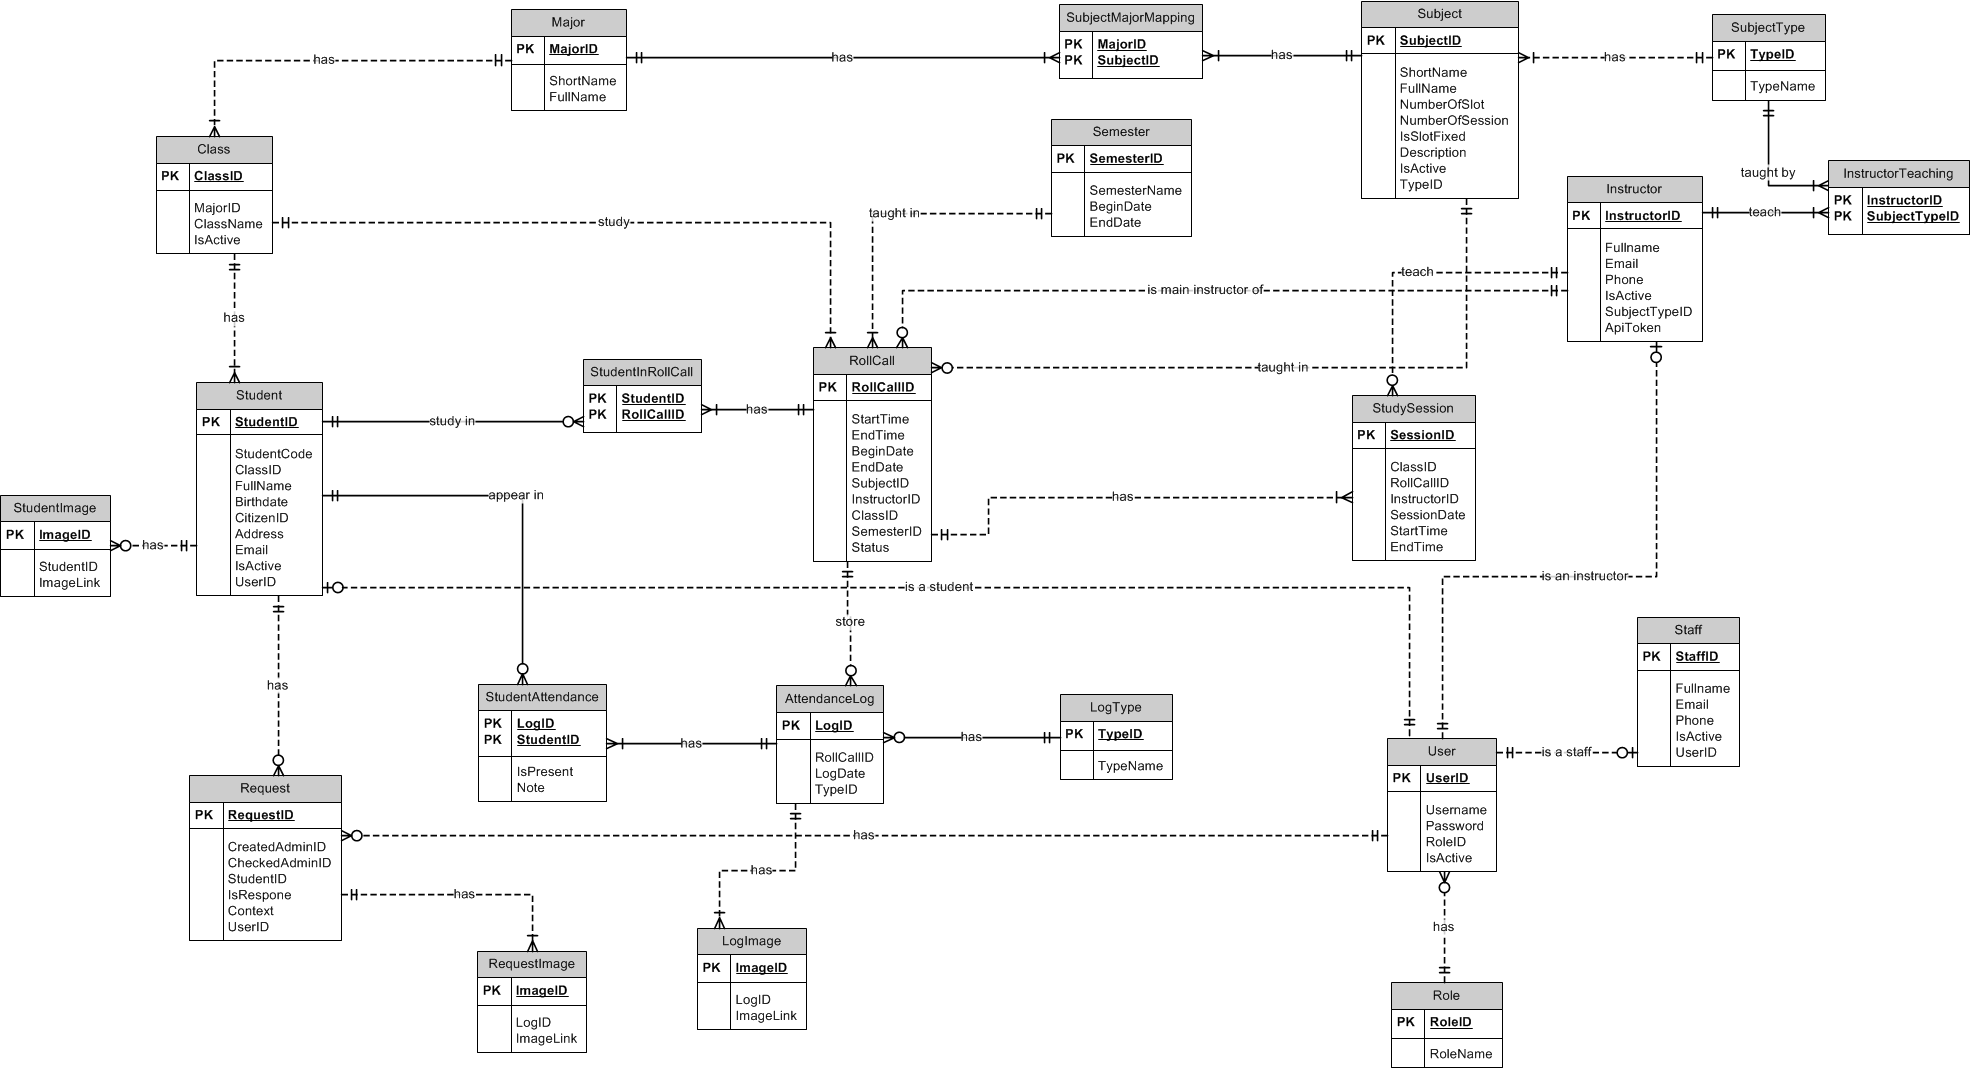 Major
PK MajorID
ShortName
FullName
SubjectMajorMapping
PK MajorID
PK SubjectID
Subject
PK SubjectID
ShortName
FullName
NumberOfSlot
NumberOfSession
IsSlotFixed
Description
IsActive
TypeID
SubjectType
PK TypeID
TypeName
has
has
has
has
Class
PK ClassID
MajorID
ClassName
IsActive
Semester
PK SemesterID
SemesterName
BeginDate
EndDate
taught by
InstructorTeaching
PK InstructorID
PK SubjectTypeID
Instructor
PK InstructorID
Fullname
Email
Phone
IsActive
SubjectTypeID
ApiToken
teach
study
taught in
teach
is main instructor of
has
taught in
RollCall
PK RollCallID
StartTime
EndTime
BeginDate
EndDate
SubjectID
InstructorID
ClassID
SemesterID
Status
StudentInRollCall
PK StudentID
PK RollCallID
has
study in
Student
PK StudentID
StudentCode
ClassID
FullName
Birthdate
CitizenID
Address
Email
IsActive
UserID
StudySession
PK SessionID
ClassID
RollCallID
InstructorID
SessionDate
StartTime
EndTime
appear in
has
StudentImage
PK ImageID
StudentID
ImageLink
has
is a student
is an instructor
store
has
Staff
PK StaffID
Fullname
Email
Phone
IsActive
UserID
StudentAttendance
PK LogID
PK StudentID
IsPresent
Note
has
AttendanceLog
PK LogID
RollCallID
LogDate
TypeID
has
LogType
PK TypeID
TypeName
User
PK UserID
Username
Password
RoleID
IsActive
is a staff
Request
PK RequestID
CreatedAdminID
CheckedAdminID
StudentID
IsRespone
Context
UserID
has
has
has
has
RequestImage
PK ImageID
LogID
ImageLink
LogImage
PK ImageID
LogID
ImageLink
Role
PK RoleID
RoleName